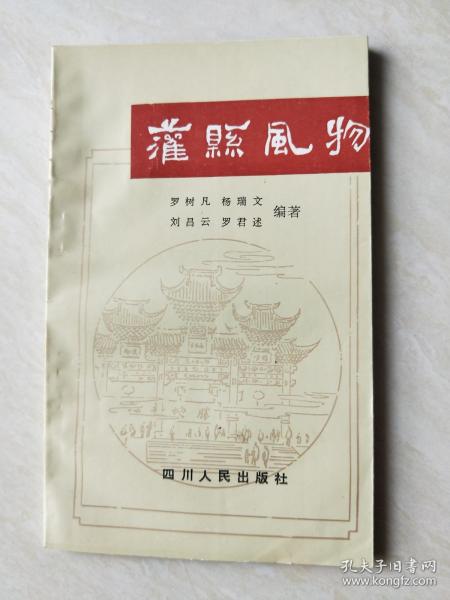 灌縣風物
罗树凡 杨瑞文
刘昌云 罗君述
编著
四川人民出版社
孔夫子旧书网
www.kongfz.com